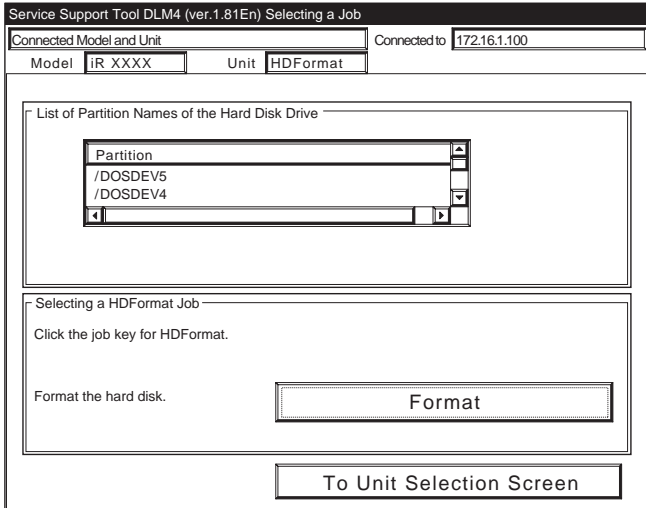 Service Support Tool DLM4 (ver.1.81En) Selecting a Job
Connected Model and Unit Connected to 172.16.1.100
Model iR XXXX Unit HDFormat
List of Partition Names of the Hard Disk Drive
Partition
/DOSDEV5
/DOSDEV4
Selecting a HDFormat Job
Click the job key for HDFormat.
Format the hard disk. Format
To Unit Selection Screen